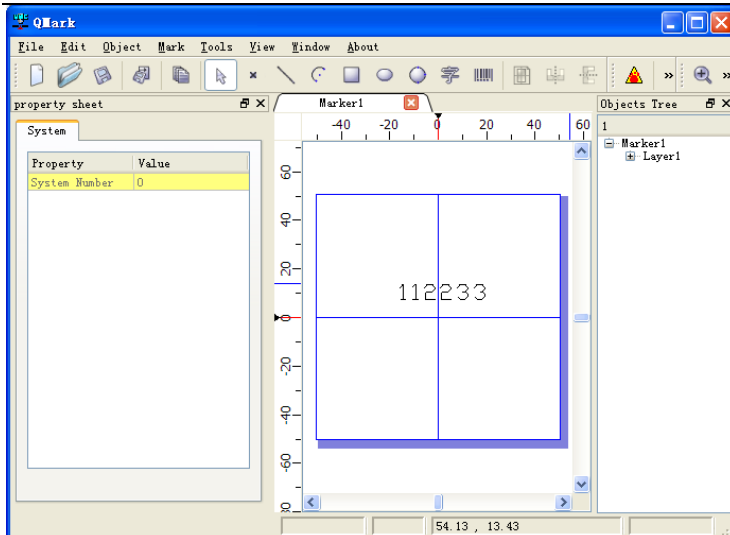 QMark
File Edit Object Mark Tools View Window About
字 » »
property sheet
Marker1
Objects Tree
System
-40 -20 0 20 40 60
1
Marker1
Layer1
Property Value
System Number 0
60
40
20
0
-20
-40
-60
112233
54.13 , 13.43